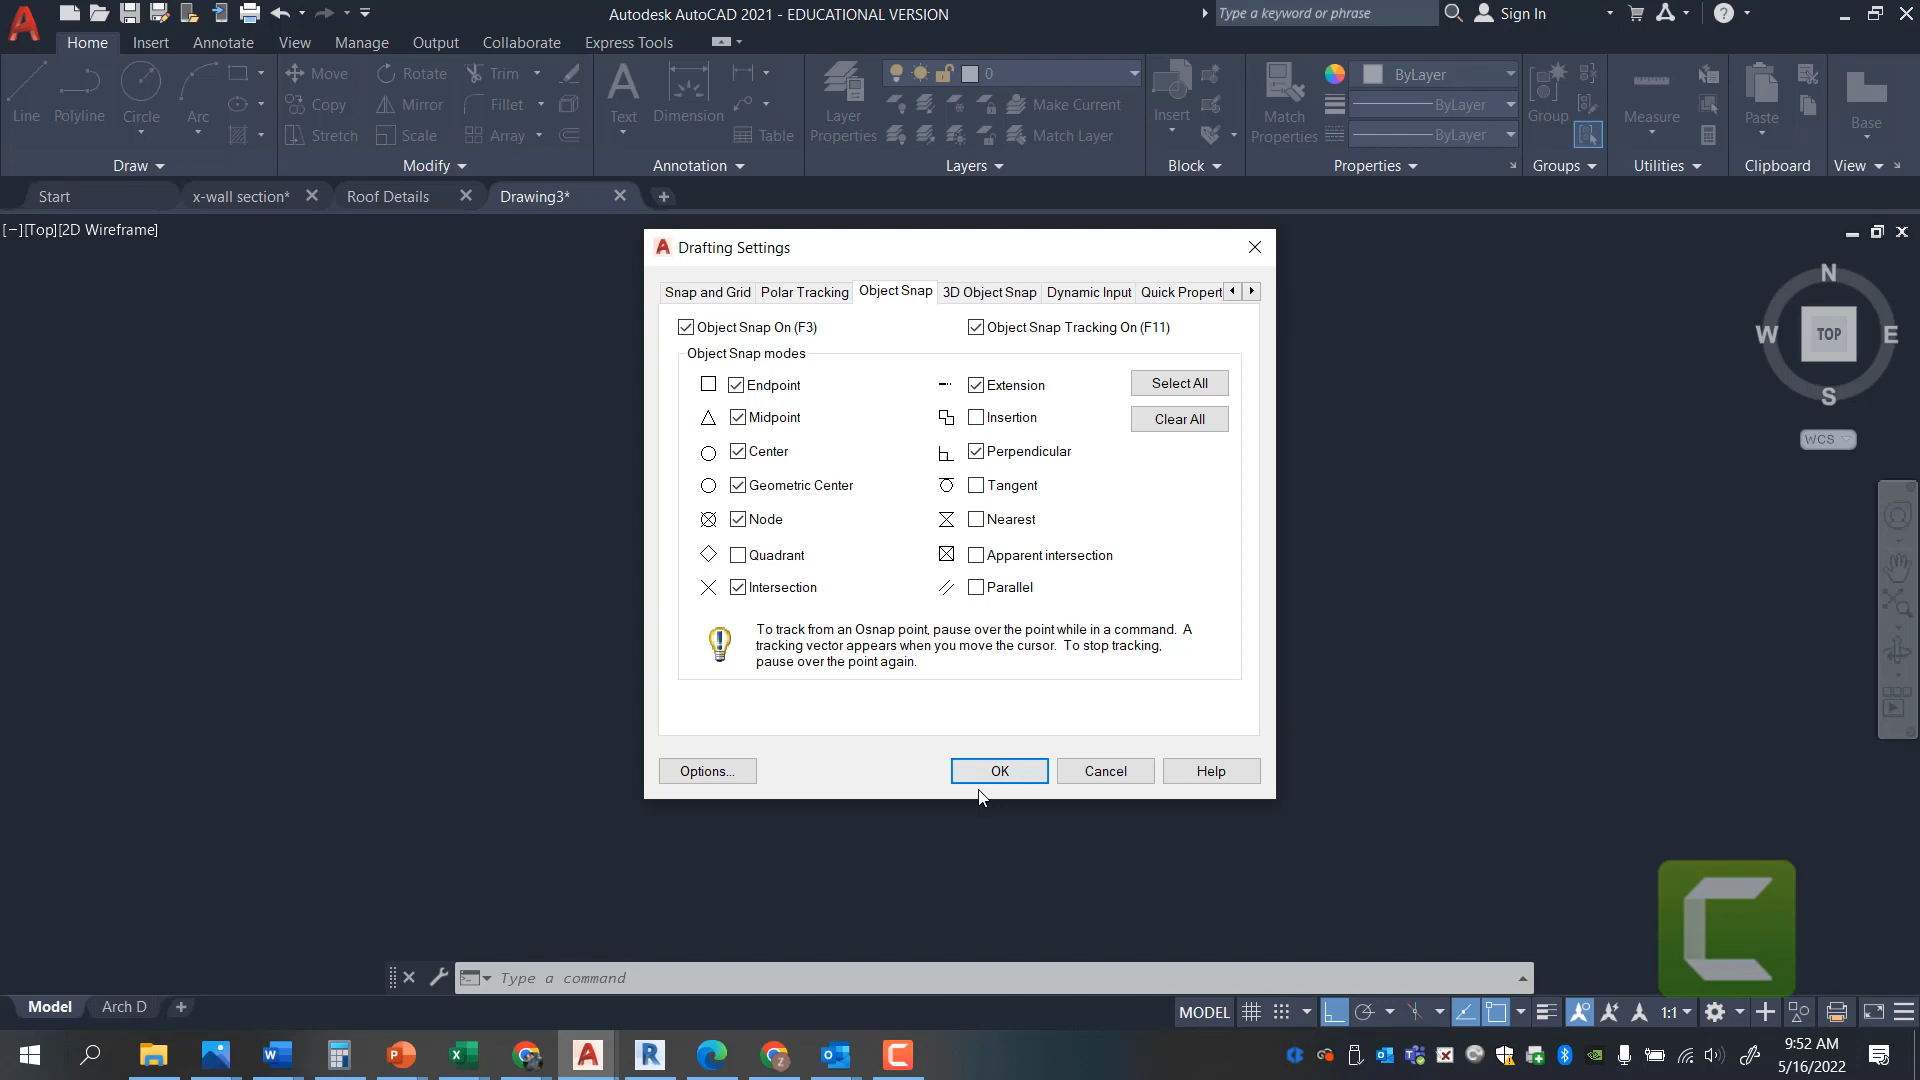 Autodesk AutoCAD 2021 - EDUCATIONAL VERSION
Type a keyword or phrase
Sign In
Home Insert Annotate View Manage Output Collaborate Express Tools
Line Polyline Circle Arc
Draw
Move Rotate Trim
Copy Mirror Fillet
Stretch Scale Array
Modify
Text Dimension Table
Annotation
Layer Properties
0
Make Current
Match Layer
Layers
Insert
Block
Match Properties
ByLayer
ByLayer
ByLayer
Properties
Group
Groups
Measure
Utilities
Paste
Clipboard
Base
View
Start x-wall section* Roof Details Drawing3*
[−][Top][2D Wireframe]
N
W TOP E
S
WCS
Drafting Settings
Snap and Grid Polar Tracking Object Snap 3D Object Snap Dynamic Input Quick Propert
Object Snap On (F3) Object Snap Tracking On (F11)
Object Snap modes
Endpoint Extension Select All
Midpoint Insertion Clear All
Center Perpendicular
Geometric Center Tangent
Node Nearest
Quadrant Apparent intersection
Intersection Parallel
To track from an Osnap point, pause over the point while in a command. A
tracking vector appears when you move the cursor. To stop tracking,
pause over the point again.
Options... OK Cancel Help
Type a command
Model Arch D
MODEL 1:1
9:52 AM
5/16/2022